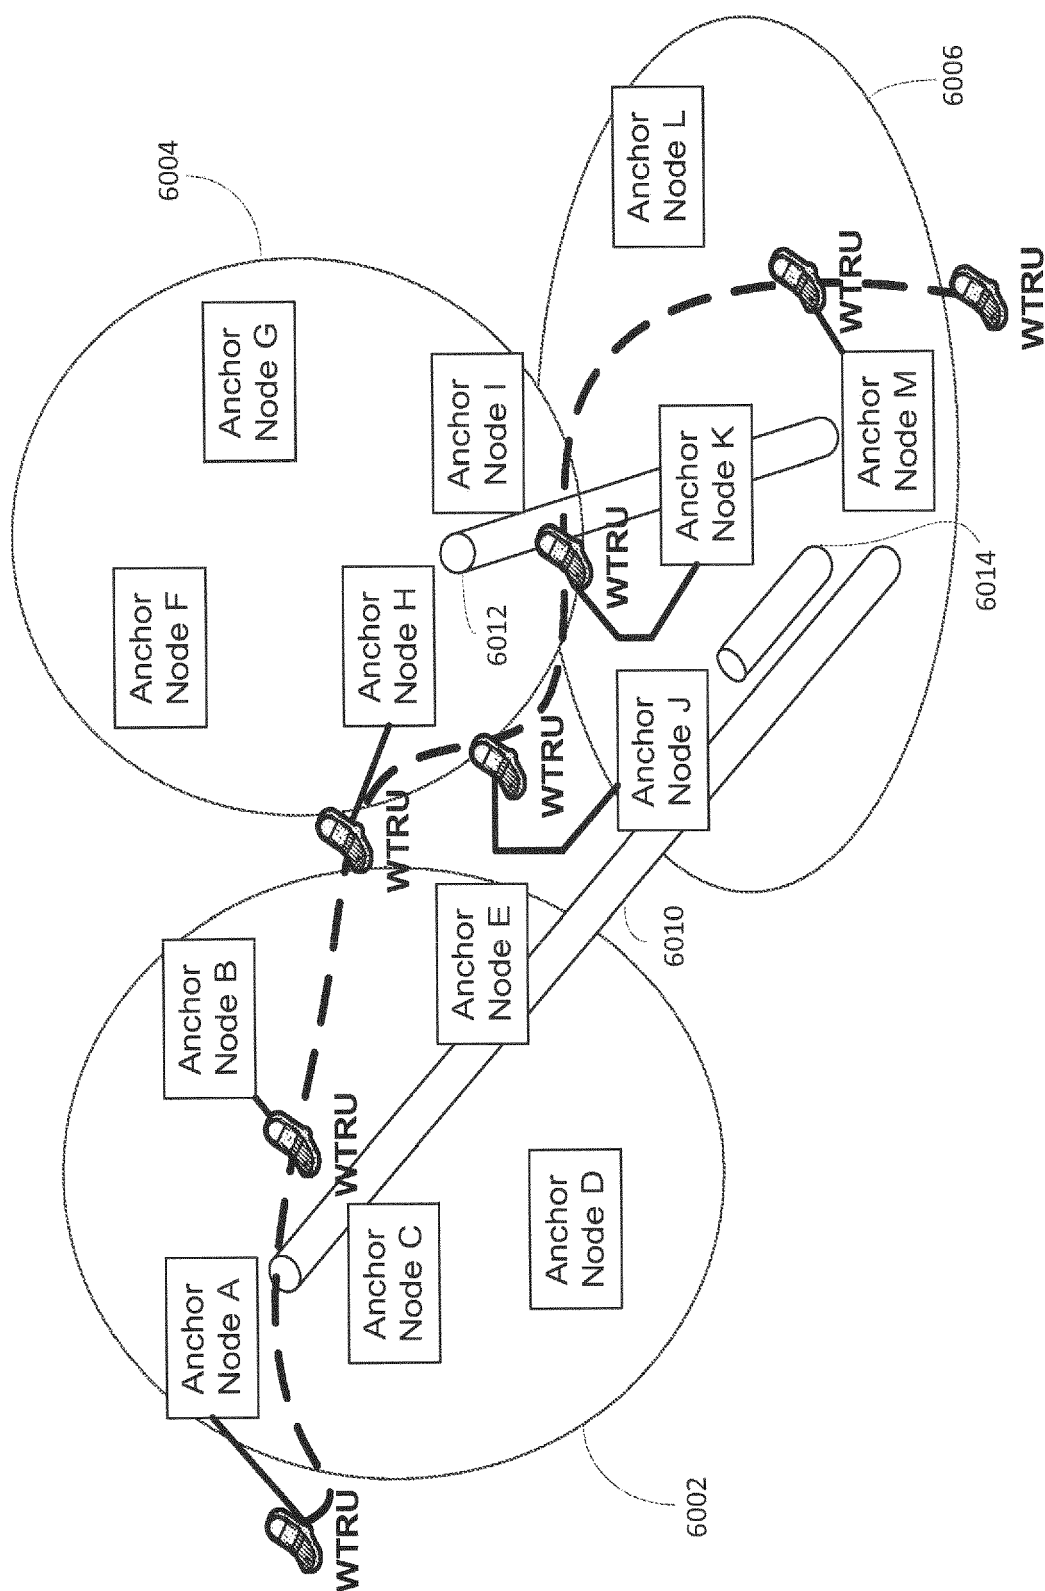 6004
Anchor
Node F
Anchor
Node A
Anchor
Node B
Anchor
Node G
WTRU
WTRU
Anchor
Node C
WTRU
Anchor
Node H
Anchor
Node E
Anchor
Node I
6012
WTRU
Anchor
Node D
WTRU
Anchor
Node J
Anchor
Node L
6010
Anchor
Node K
6002
WTRU
Anchor
Node M
6006
6014
WTRU